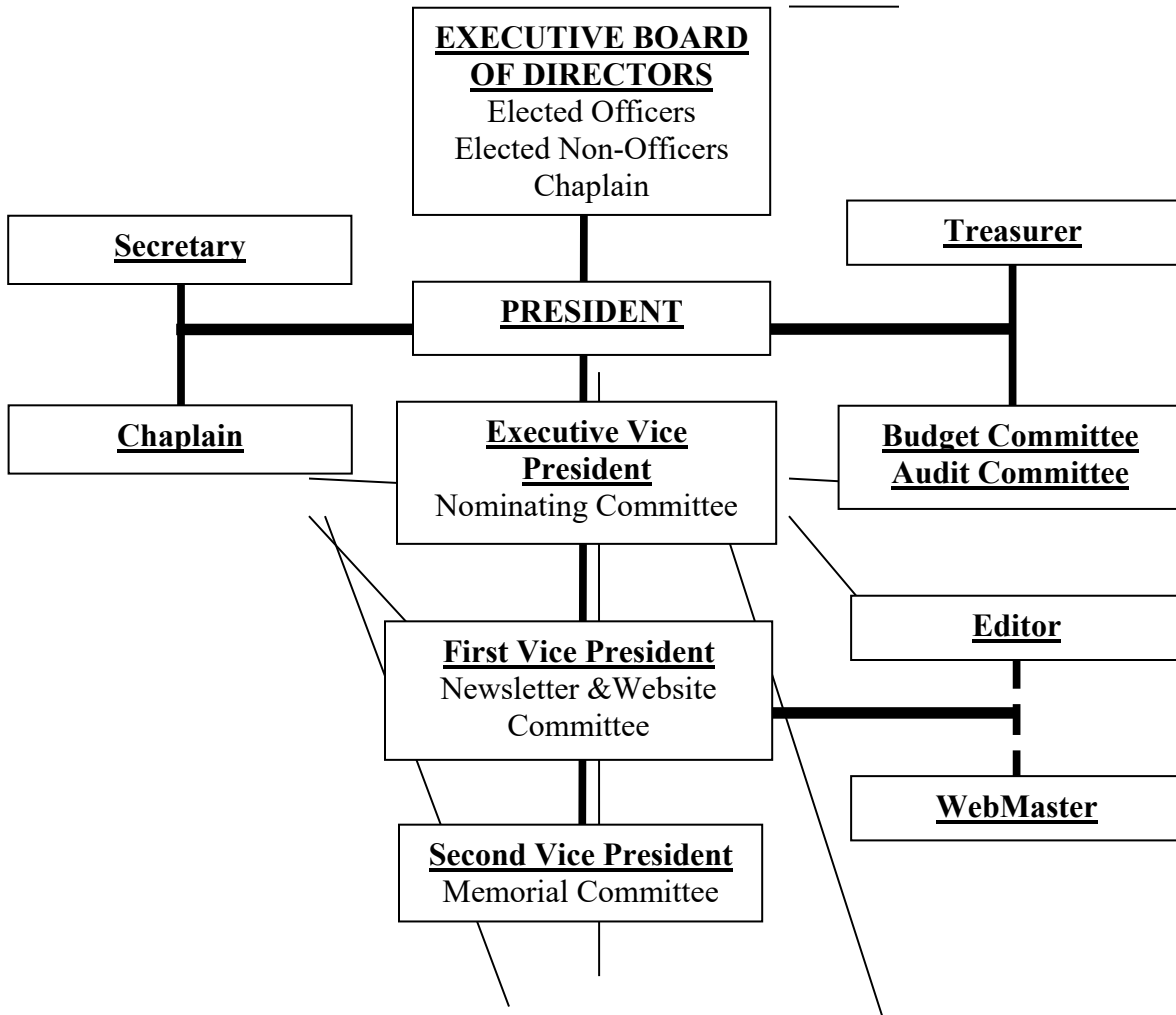 EXECUTIVE BOARD
OF DIRECTORS
Elected Officers
Elected Non-Officers
Chaplain
Secretary
Treasurer
PRESIDENT
Chaplain
Executive Vice
President
Nominating Committee
Budget Committee
Audit Committee
Editor
First Vice President
Newsletter &Website
Committee
WebMaster
Second Vice President
Memorial Committee